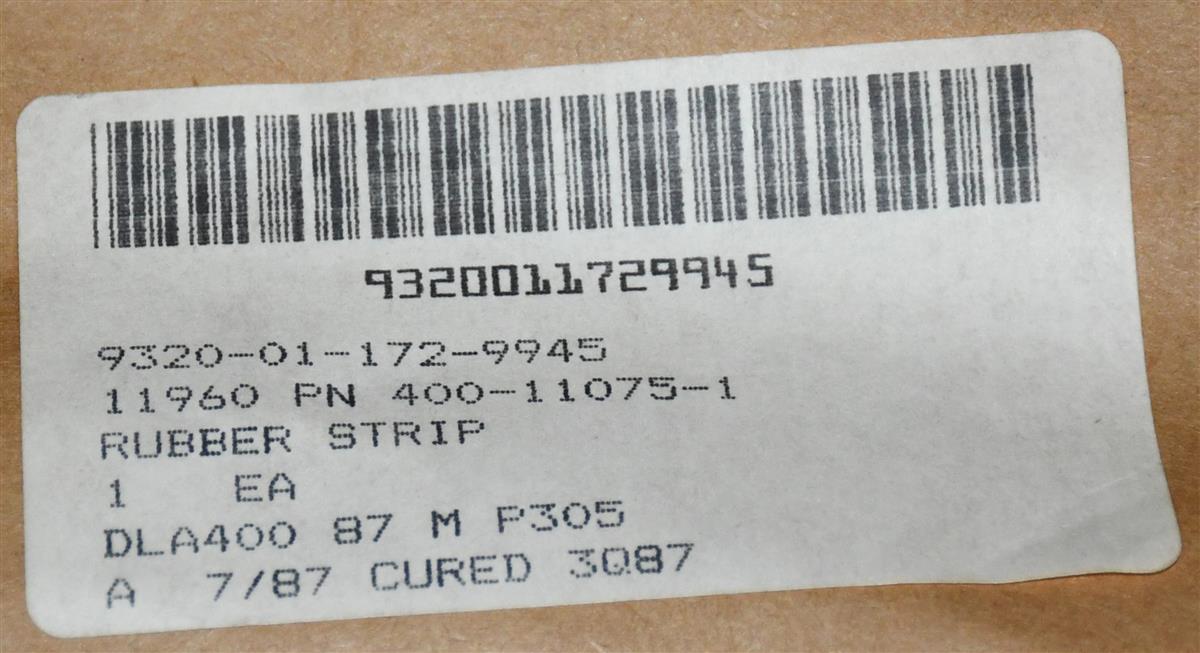 9320011729945
9320-01-172-9945
11960 PN 400-11075-1
RUBBER STRIP
1 EA
DLA400 87 M P305
A 7/87 CURED 3Q87